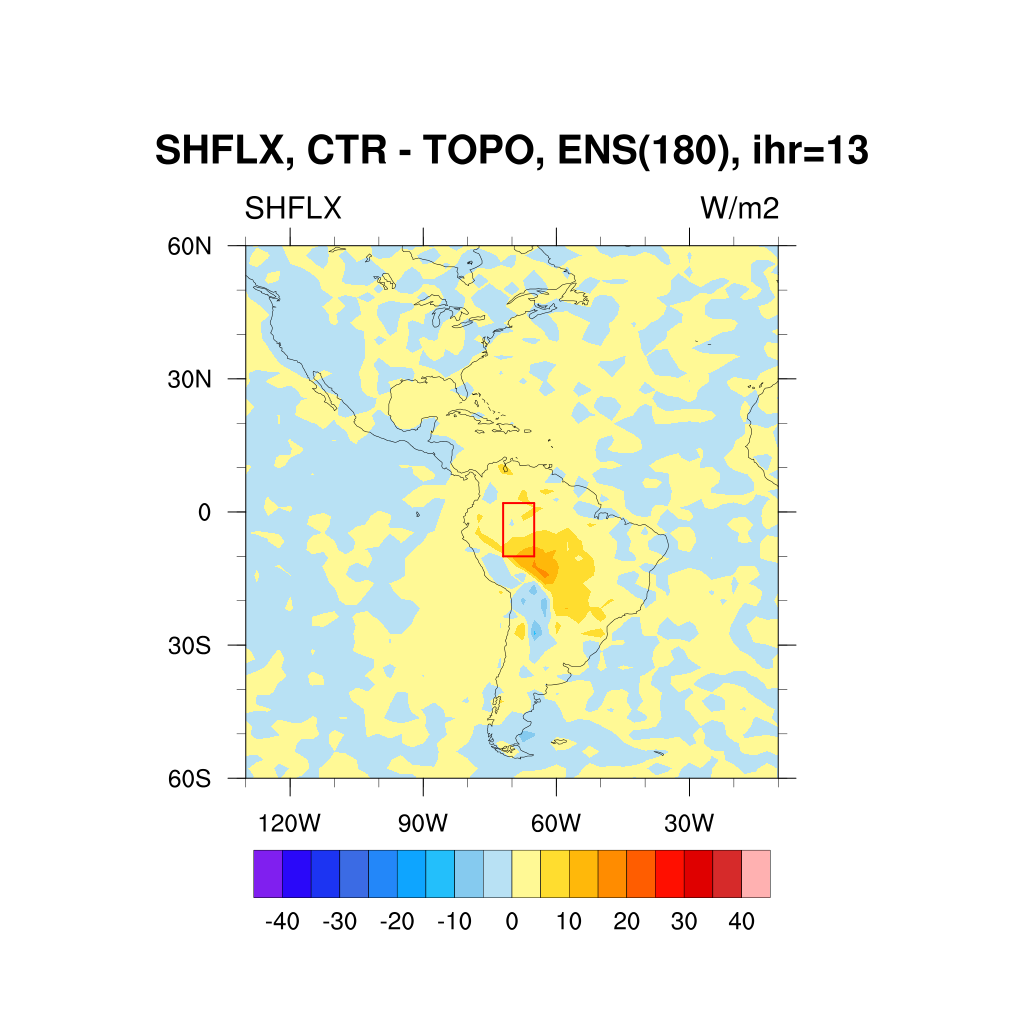 SHFLX, CTR - TOPO, ENS(180), ihr=13
SHFLX W/m2
60N
30N
0
30S
60S
120W 90W 60W 30W
-40 -30 -20 -10 0 10 20 30 40